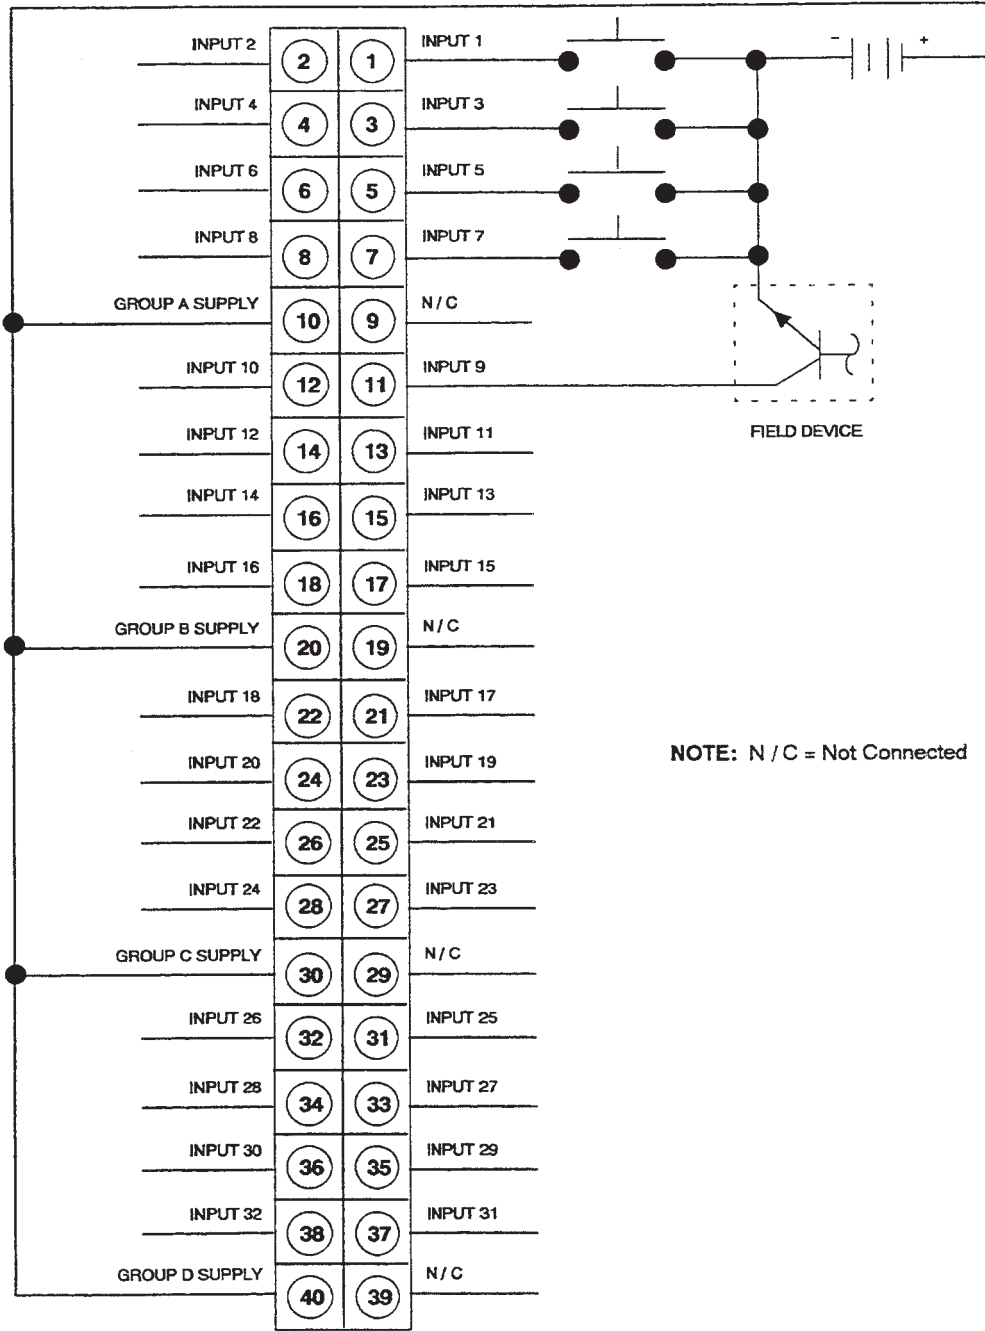 INPUT 2 2 1 INPUT 1 - +
INPUT 4 4 3 INPUT 3
INPUT 6 6 5 INPUT 5
INPUT 8 8 7 INPUT 7
GROUP A SUPPLY 10 9 N / C
INPUT 10 12 11 INPUT 9
FIELD DEVICE
INPUT 12 14 13 INPUT 11
INPUT 14 16 15 INPUT 13
INPUT 16 18 17 INPUT 15
GROUP B SUPPLY 20 19 N / C
INPUT 18 22 21 INPUT 17
NOTE: N / C = Not Connected
INPUT 20 24 23 INPUT 19
INPUT 22 26 25 INPUT 21
INPUT 24 28 27 INPUT 23
GROUP C SUPPLY 30 29 N / C
INPUT 26 32 31 INPUT 25
INPUT 28 34 33 INPUT 27
INPUT 30 36 35 INPUT 29
INPUT 32 38 37 INPUT 31
GROUP D SUPPLY 40 39 N / C